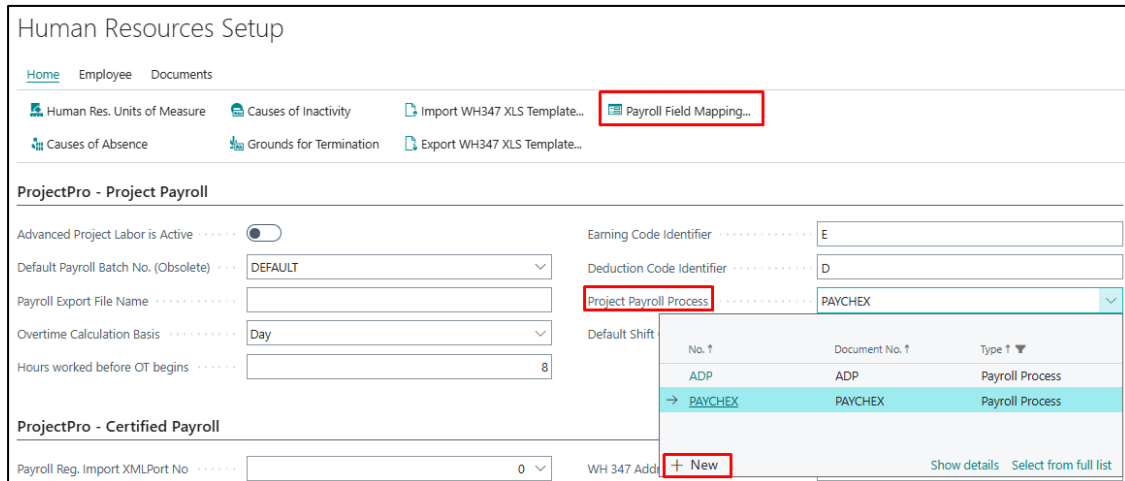 Human Resources Setup
Home Employee Documents
Human Res. Units of Measure Causes of Inactivity Import WH347 XLS Template... Payroll Field Mapping...
Causes of Absence Grounds for Termination Export WH347 XLS Template...
ProjectPro - Project Payroll
Advanced Project Labor is Active Earning Code Identifier E
Default Payroll Batch No. (Obsolete) DEFAULT Deduction Code Identifier D
Payroll Export File Name Project Payroll Process PAYCHEX
Overtime Calculation Basis Day Default Shift
No. ↑ Document No. ↑ Type ↑
Hours worked before OT begins 8
ADP ADP Payroll Process
→ PAYCHEX PAYCHEX Payroll Process
ProjectPro - Certified Payroll
Payroll Reg. Import XMLPort No 0 WH 347 Addr
+ New Show details Select from full list